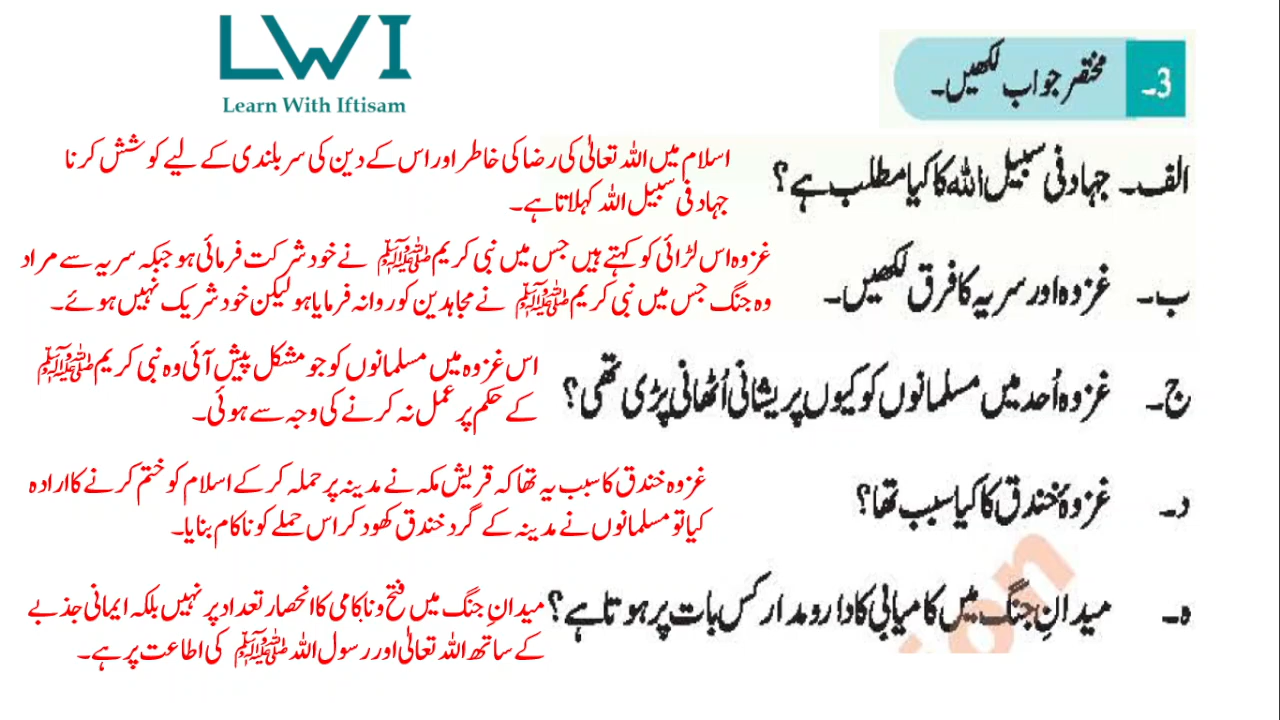 LWI
Learn With Iftisam
3۔ مختصر جواب لکھیں۔
الف۔ جہاد فی سبیل اللہ کا کیا مطلب ہے؟
اسلام میں اللہ تعالٰی کی رضا کی خاطر اور اس کے دین کی سربلندی کے لیے کوشش کرنا
جہاد فی سبیل اللہ کہلاتا ہے۔
ب۔ غزوہ اور سریہ کا فرق لکھیں۔
غزوہ اس لڑائی کو کہتے ہیں جس میں نبی کریم ﷺ نے خود شرکت فرمائی ہو جبکہ سریہ سے مراد
وہ جنگ جس میں نبی کریم ﷺ نے مجاہدین کو روانہ فرمایا ہو لیکن خود شریک نہیں ہوئے۔
ج۔ غزوہ اُحد میں مسلمانوں کو کیوں پریشانی اُٹھانی پڑی تھی؟
اس غزوہ میں مسلمانوں کو جو مشکل پیش آئی وہ نبی کریم ﷺ
کے حکم پر عمل نہ کرنے کی وجہ سے ہوئی۔
د۔ غزوۂ خندق کا کیا سبب تھا؟
غزوہ خندق کا سبب یہ تھا کہ قریش مکہ نے مدینہ پر حملہ کر کے اسلام کو ختم کرنے کا ارادہ
کیا تو مسلمانوں نے مدینہ کے گرد خندق کھود کر اس حملے کو ناکام بنایا۔
ہ۔ میدانِ جنگ میں کامیابی کا دارومدار کس بات پر ہوتا ہے؟
میدانِ جنگ میں فتح و ناکامی کا انحصار تعداد پر نہیں بلکہ ایمانی جذبے
کے ساتھ اللہ تعالٰی اور رسول اللہ ﷺ کی اطاعت پر ہے۔